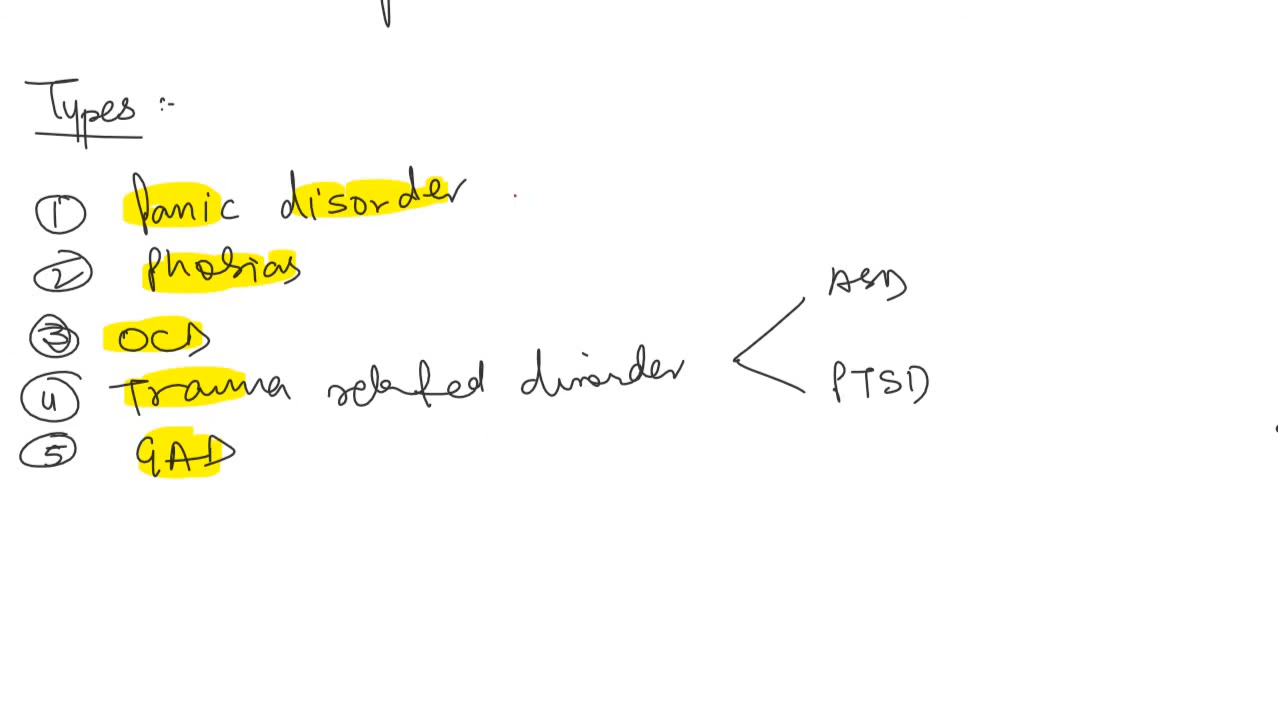 Types :-
① Panic disorder
② Phobias
③ OCD
④ Trauma related disorder
ASD
PTSD
⑤ GAD